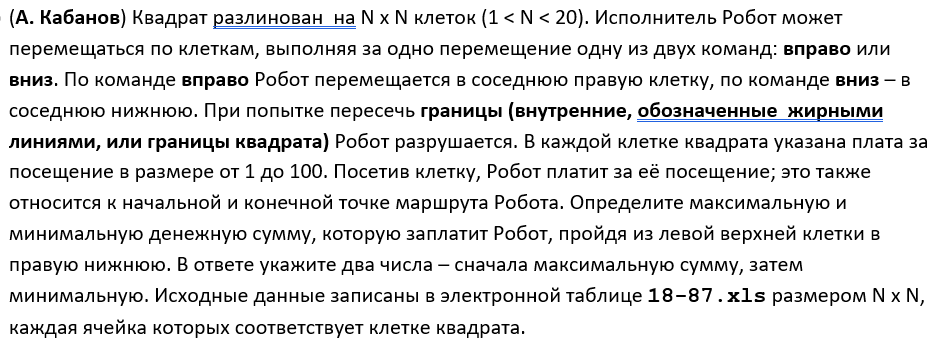 (А. Кабанов) Квадрат разлинован на N x N клеток (1 < N < 20). Исполнитель Робот может
перемещаться по клеткам, выполняя за одно перемещение одну из двух команд: вправо или
вниз. По команде вправо Робот перемещается в соседнюю правую клетку, по команде вниз – в
соседнюю нижнюю. При попытке пересечь границы (внутренние, обозначенные жирными
линиями, или границы квадрата) Робот разрушается. В каждой клетке квадрата указана плата за
посещение в размере от 1 до 100. Посетив клетку, Робот платит за её посещение; это также
относится к начальной и конечной точке маршрута Робота. Определите максимальную и
минимальную денежную сумму, которую заплатит Робот, пройдя из левой верхней клетки в
правую нижнюю. В ответе укажите два числа – сначала максимальную сумму, затем
минимальную. Исходные данные записаны в электронной таблице 18-87.xls размером N x N,
каждая ячейка которых соответствует клетке квадрата.